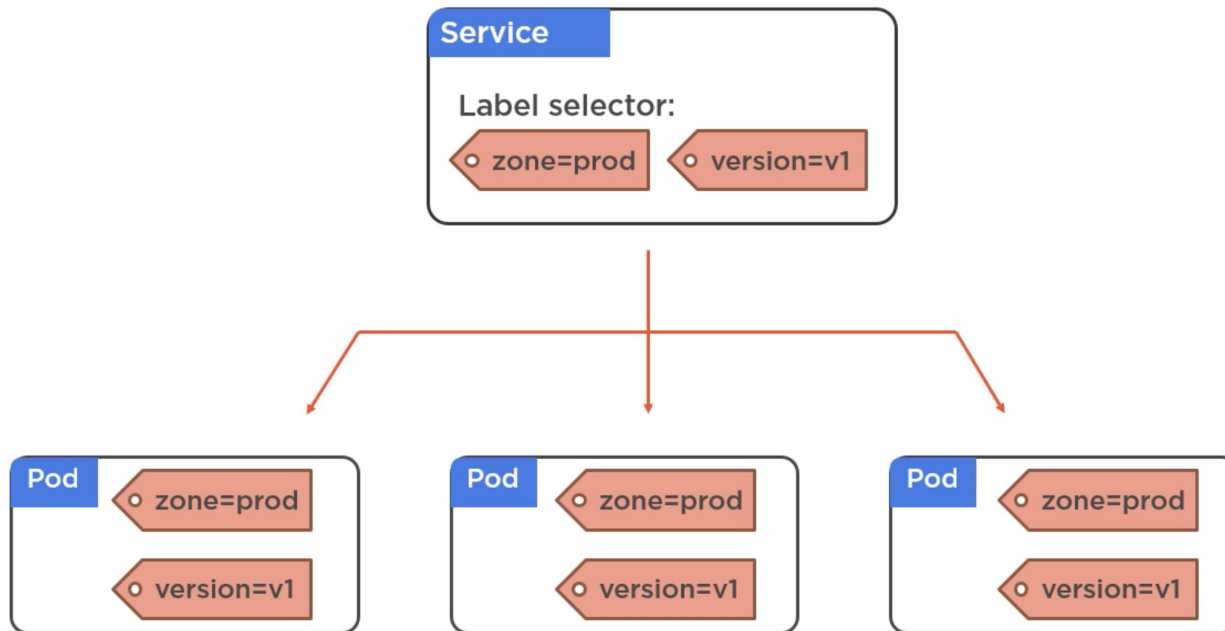 Service
Label selector:
zone=prod version=v1
Pod zone=prod
version=v1
Pod zone=prod
version=v1
Pod zone=prod
version=v1